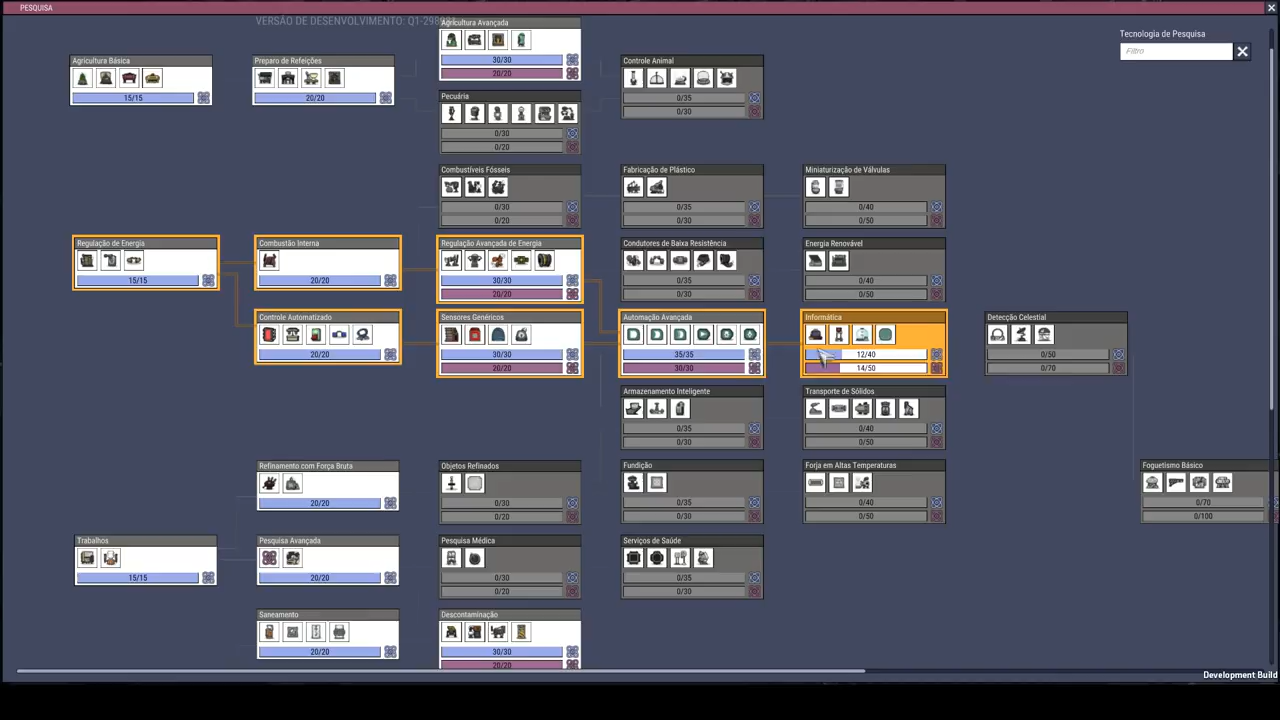 PESQUISA
VERSÃO DE DESENVOLVIMENTO: Q1-298
Tecnologia de Pesquisa
Filtro
Agricultura Avançada
30/30
20/20
Agricultura Básica
15/15
Preparo de Refeições
20/20
Controle Animal
0/35
0/30
Pecuária
0/30
0/20
Combustíveis Fósseis
0/30
0/20
Fabricação de Plástico
0/35
0/30
Miniaturização de Válvulas
0/40
0/50
Regulação de Energia
15/15
Combustão Interna
20/20
Regulação Avançada de Energia
30/30
20/20
Condutores de Baixa Resistência
0/35
0/30
Energia Renovável
0/40
0/50
Controle Automatizado
20/20
Sensores Genéricos
30/30
20/20
Automação Avançada
35/35
30/30
Informática
12/40
14/50
Detecção Celestial
0/50
0/70
Armazenamento Inteligente
0/35
0/30
Transporte de Sólidos
0/40
0/50
Refinamento com Força Bruta
20/20
Objetos Refinados
0/30
0/20
Fundição
0/35
0/30
Forja em Altas Temperaturas
0/40
0/50
Foguetismo Básico
0/70
0/100
Trabalhos
15/15
Pesquisa Avançada
20/20
Pesquisa Médica
0/30
0/20
Serviços de Saúde
0/35
0/30
Saneamento
20/20
Descontaminação
30/30
20/20
Development Build